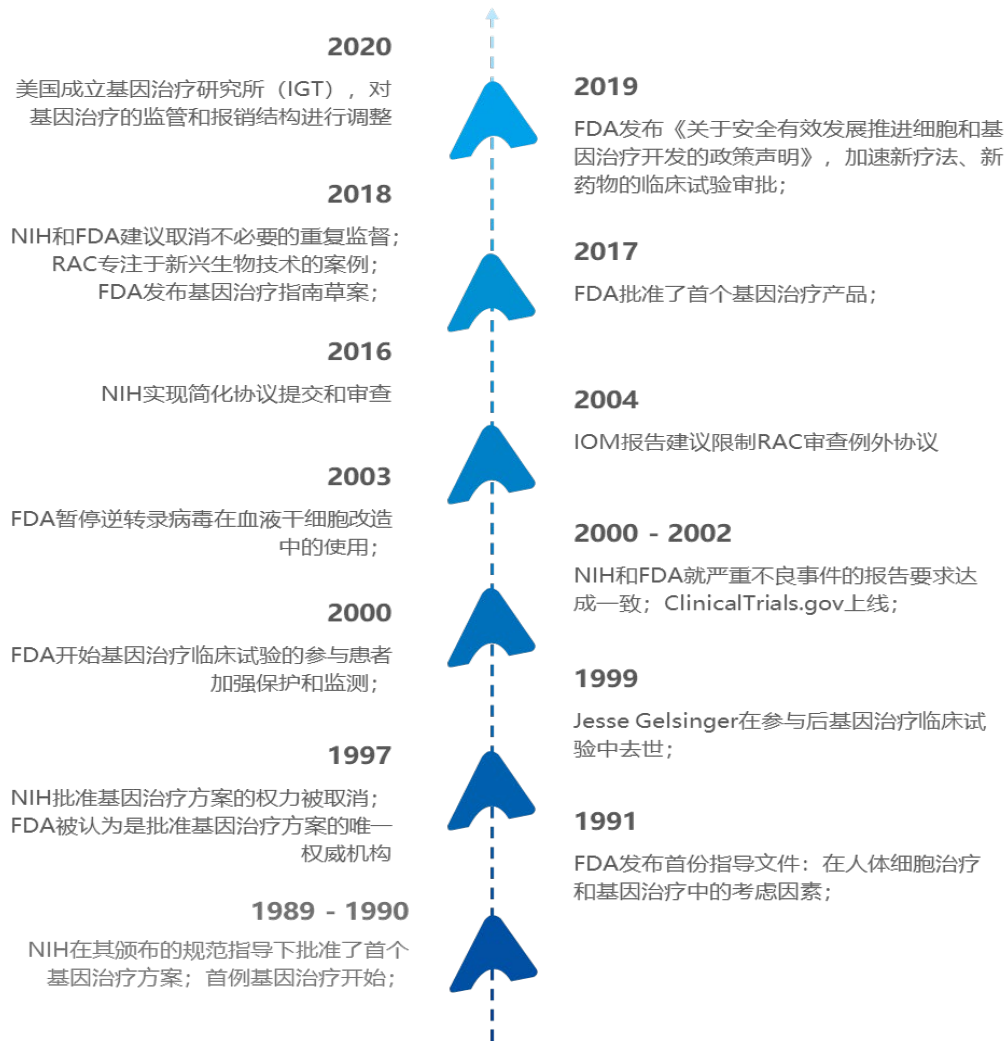 2020
美国成立基因治疗研究所（IGT），对
基因治疗的监管和报销结构进行调整
2019
FDA发布《关于安全有效发展推进细胞和基
因治疗开发的政策声明》，加速新疗法、新
药物的临床试验审批；
2018
NIH和FDA建议取消不必要的重复监督；
RAC专注于新兴生物技术的案例；
FDA发布基因治疗指南草案；
2017
FDA批准了首个基因治疗产品；
2016
NIH实现简化协议提交和审查
2004
IOM报告建议限制RAC审查例外协议
2003
FDA暂停逆转录病毒在血液干细胞改造
中的使用；
2000 - 2002
NIH和FDA就严重不良事件的报告要求达
成一致；ClinicalTrials.gov上线；
2000
FDA开始基因治疗临床试验的参与患者
加强保护和监测；
1999
Jesse Gelsinger在参与后基因治疗临床试
验中去世；
1997
NIH批准基因治疗方案的权力被取消；
FDA被认为是批准基因治疗方案的唯一
权威机构
1991
FDA发布首份指导文件：在人体细胞治疗
和基因治疗中的考虑因素；
1989 - 1990
NIH在其颁布的规范指导下批准了首个
基因治疗方案；首例基因治疗开始；